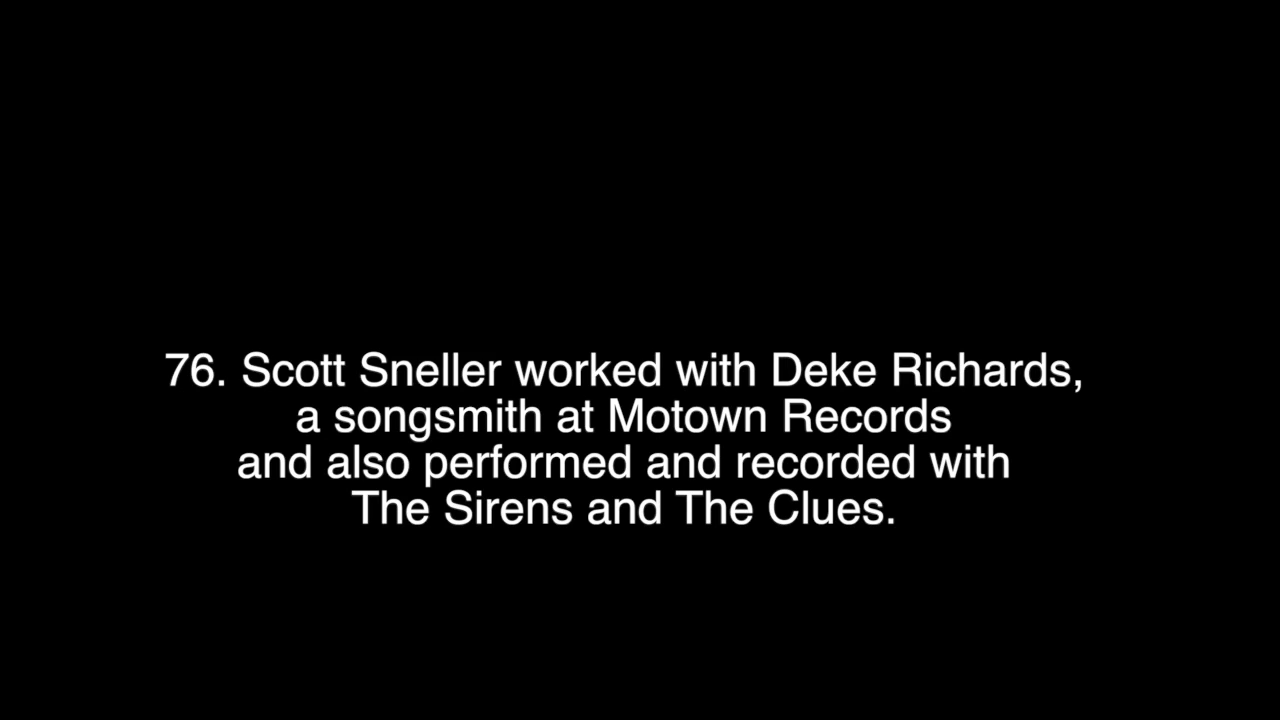 76. Scott Sneller worked with Deke Richards,
a songsmith at Motown Records
and also performed and recorded with
The Sirens and The Clues.